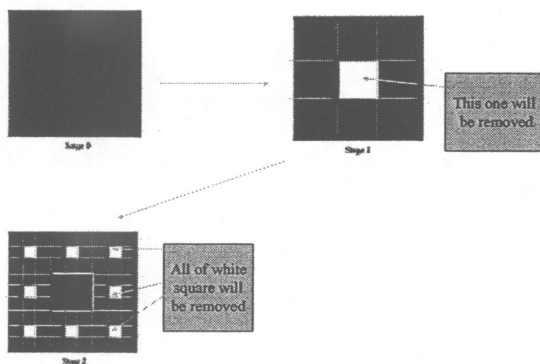 Stage 0
Stage 1
This one will
be removed
All of white
square will
be removed
Stage 2